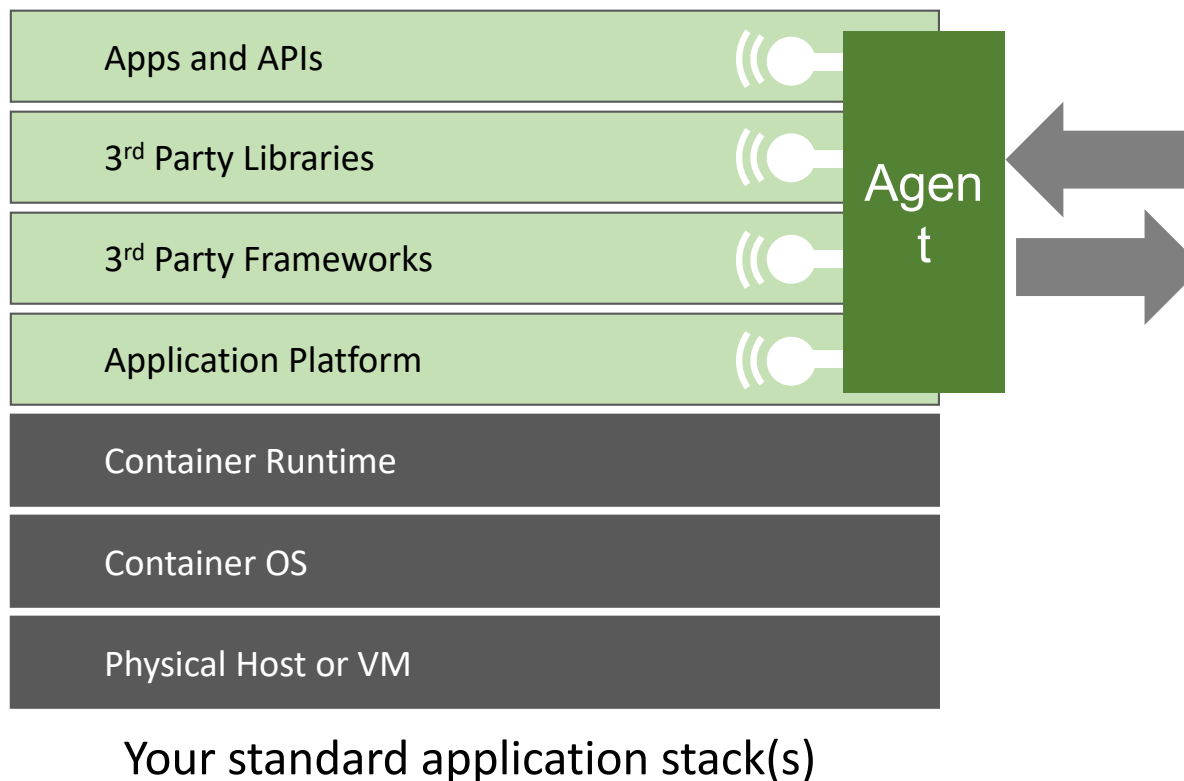 Apps and APIs
3rd Party Libraries
Agen
t
3rd Party Frameworks
Application Platform
Container Runtime
Container OS
Physical Host or VM
Your standard application stack(s)